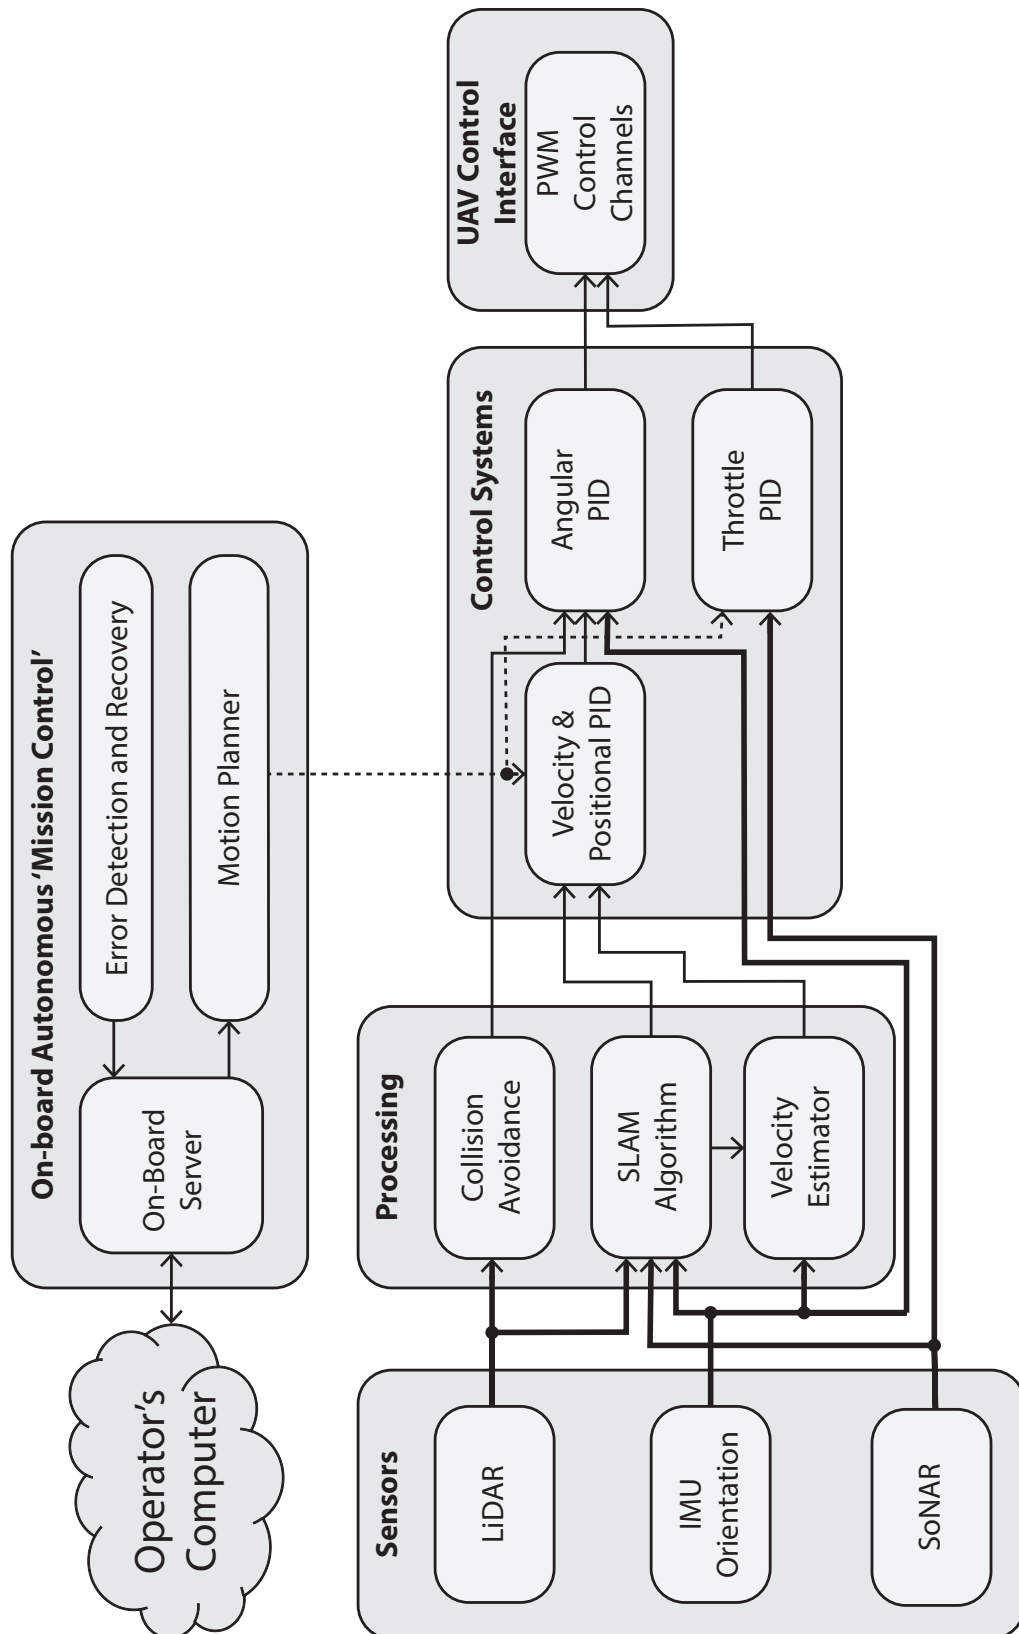 On-board Autonomous ‘Mission Control’
Operator's
Computer
On-Board
Server
Error Detection and Recovery
Motion Planner
Sensors
LiDAR
IMU
Orientation
SoNAR
Processing
Collision
Avoidance
SLAM
Algorithm
Velocity
Estimator
Control Systems
Velocity &
Positional PID
Angular
PID
Throttle
PID
UAV Control
Interface
PWM
Control
Channels